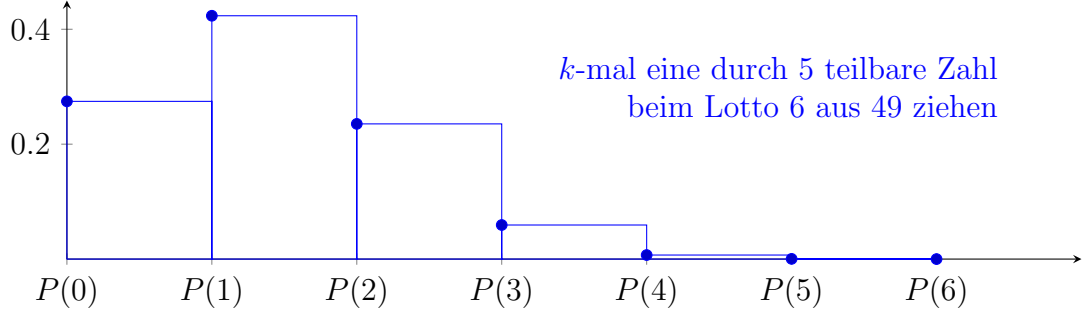 0.4
k-mal eine durch 5 teilbare Zahl
beim Lotto 6 aus 49 ziehen
0.2
P(0) P(1) P(2) P(3) P(4) P(5) P(6)